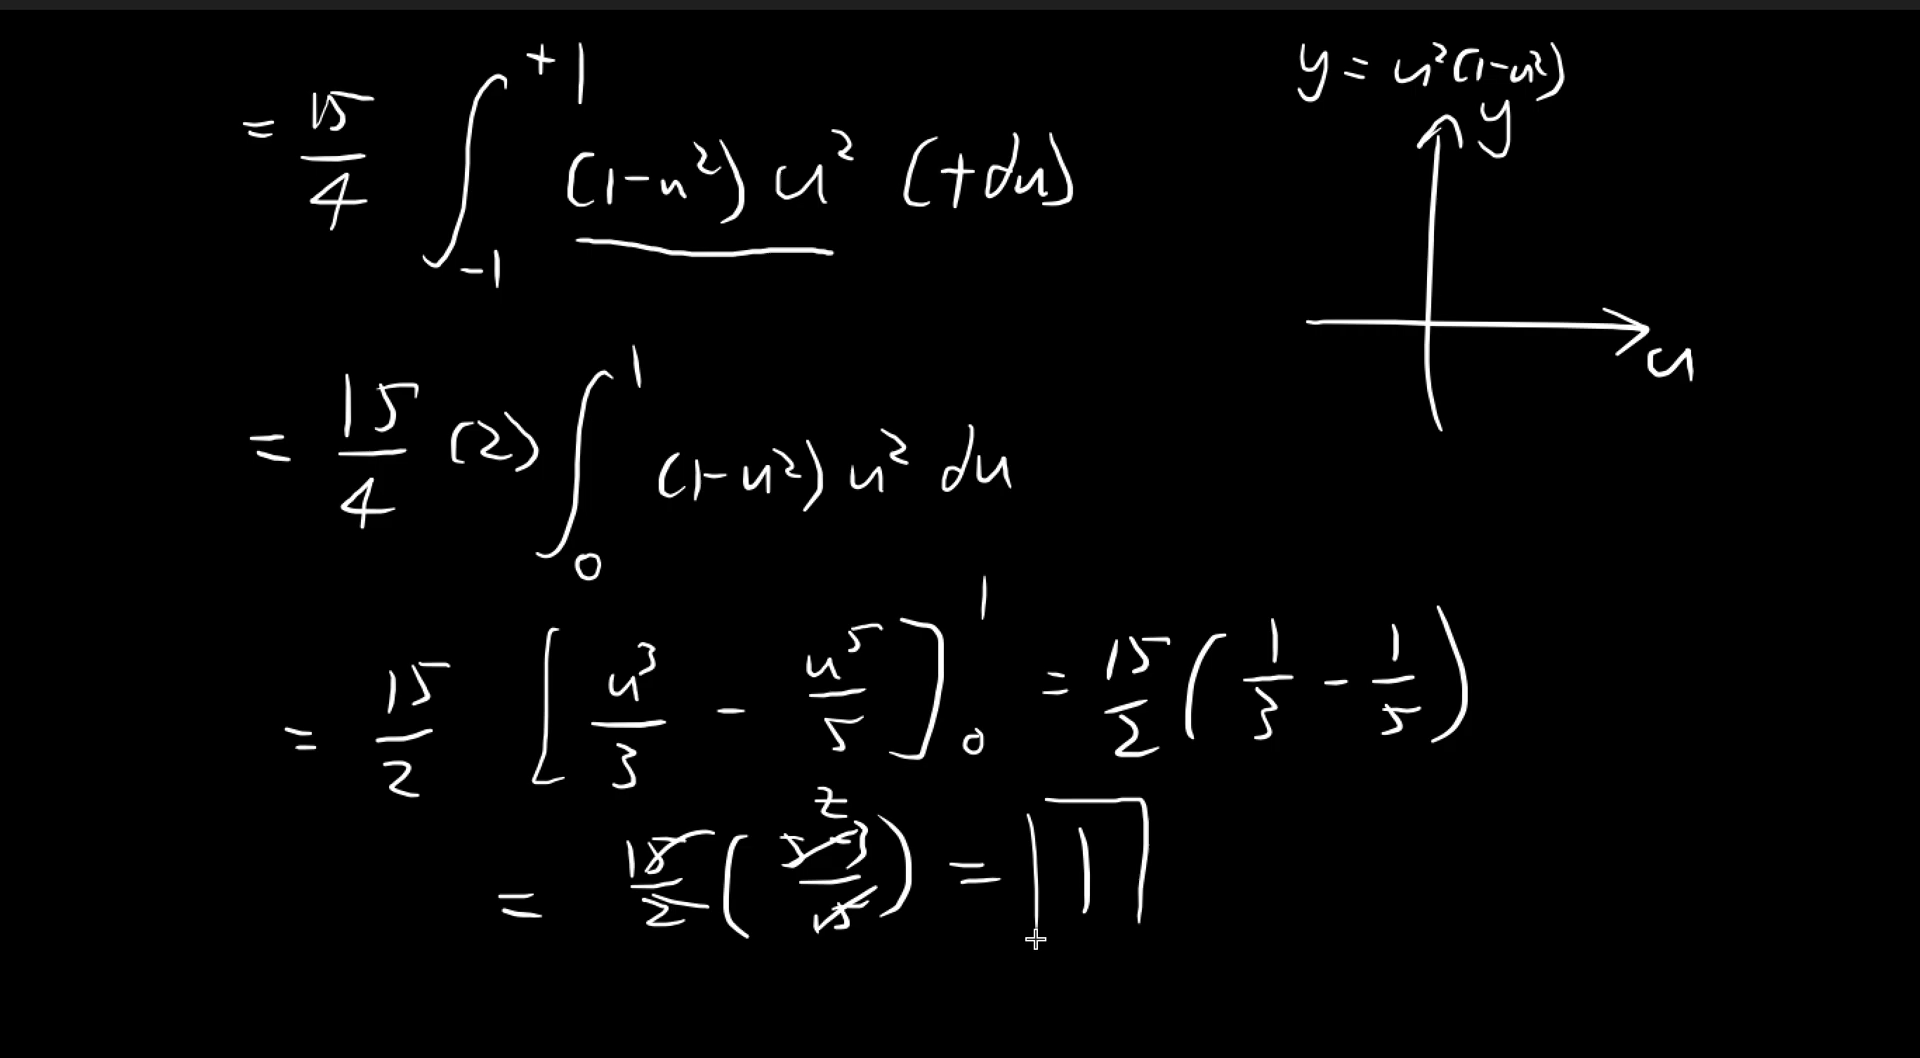 = 15/4 ∫_{-1}^{+1} (1-u²) u² (+du)
y = u²(1-u²)
y
u
= 15/4 (2) ∫_0^1 (1-u²) u² du
= 15/2 [u³/3 - u⁵/5]_0^1 = 15/2 (1/3 - 1/5)
2
= 15/2 (5-3/15) = 1